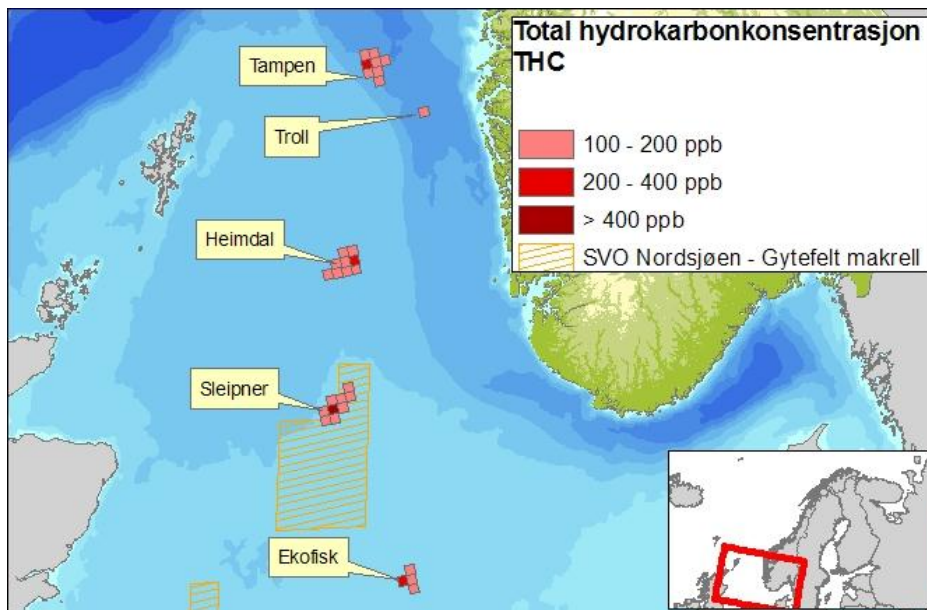 Total hydrokarbonkonsentrasjon
THC
100 - 200 ppb
200 - 400 ppb
> 400 ppb
SVO Nordsjøen - Gytefelt makrell
Tampen
Troll
Heimdal
Sleipner
Ekofisk